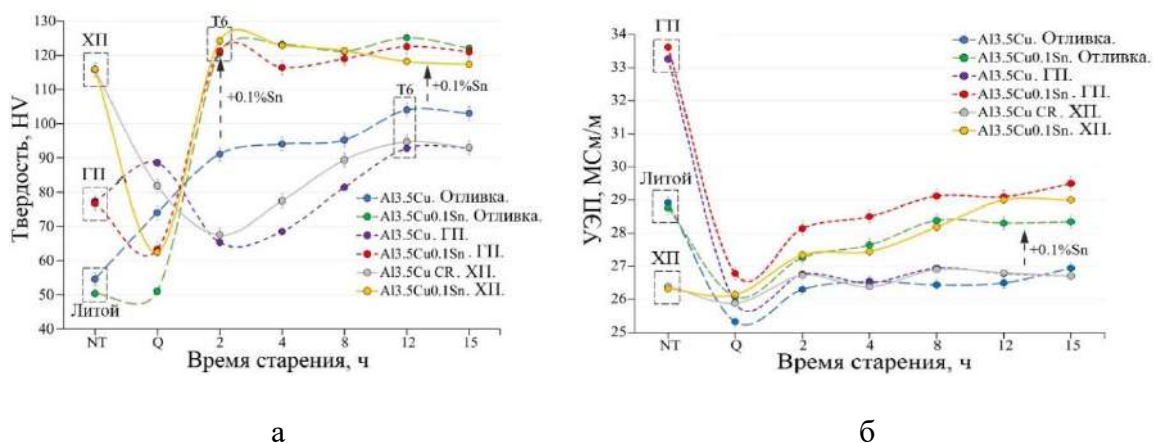 130
120
110
100
90
80
70
60
50
40
Твердость, HV
ХП
ГП
Литой
T6
+0.1%Sn
T6
+0.1%Sn
Al3.5Cu. Отливка.
Al3.5Cu0.1Sn. Отливка.
Al3.5Cu. ГП.
Al3.5Cu0.1Sn. ГП.
Al3.5Cu CR. ХП.
Al3.5Cu0.1Sn. ХП.
NT Q 2 4 8 12 15
Время старения, ч
а
34
33
32
31
30
29
28
27
26
25
УЭП, МСм/м
ГП
Литой
ХП
Al3.5Cu. Отливка.
Al3.5Cu0.1Sn. Отливка.
Al3.5Cu. ГП.
Al3.5Cu0.1Sn. ГП.
Al3.5Cu CR. ХП.
Al3.5Cu0.1Sn. ХП.
+0.1%Sn
NT Q 2 4 8 12 15
Время старения, ч
б